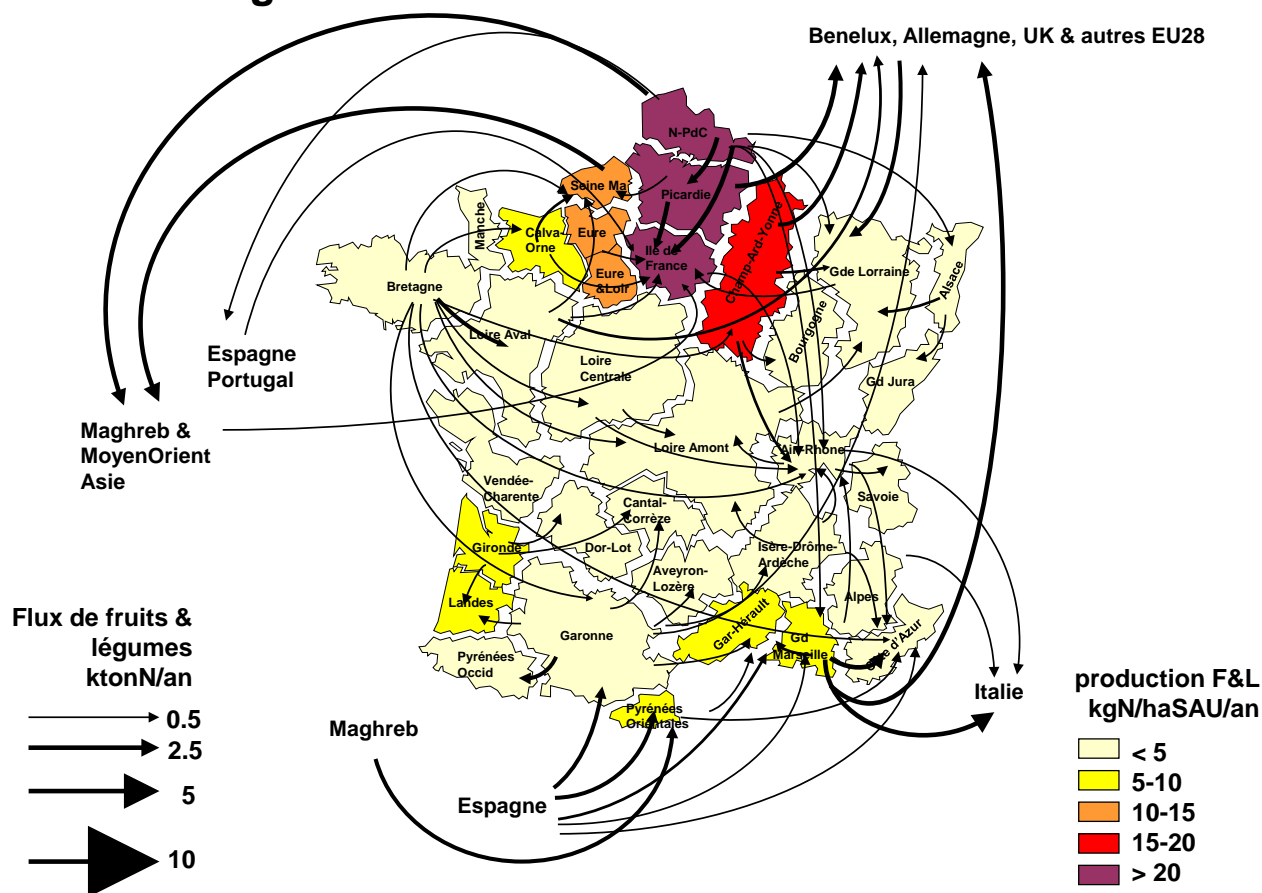 Benelux, Allemagne, UK & autres EU28
N-PdC
Seine Ma
Picardie
Manche
Calva-
Orne
Eure
Ile de
France
Champ-Ard-Yonne
Eure
&Loir
Gde Lorraine
Alsace
Bretagne
Bourgogne
Loire Aval
Loire
Centrale
Gd Jura
Espagne
Portugal
Maghreb &
MoyenOrient
Asie
Loire Amont
Ain-Rhone
Vendée-
Charente
Cantal-
Corrèze
Savoie
Gironde
Dor-Lot
Isère-Drôme-
Ardèche
Aveyron-
Lozère
Landes
Alpes
Garonne
Gar-Hérault
Gd
Marseille
Côte d'Azur
Pyrénées
Occid
Pyrénées
Orientales
Italie
Maghreb
Espagne
Flux de fruits &
légumes
ktonN/an
0.5
2.5
5
10
production F&L
kgN/haSAU/an
< 5
5-10
10-15
15-20
> 20